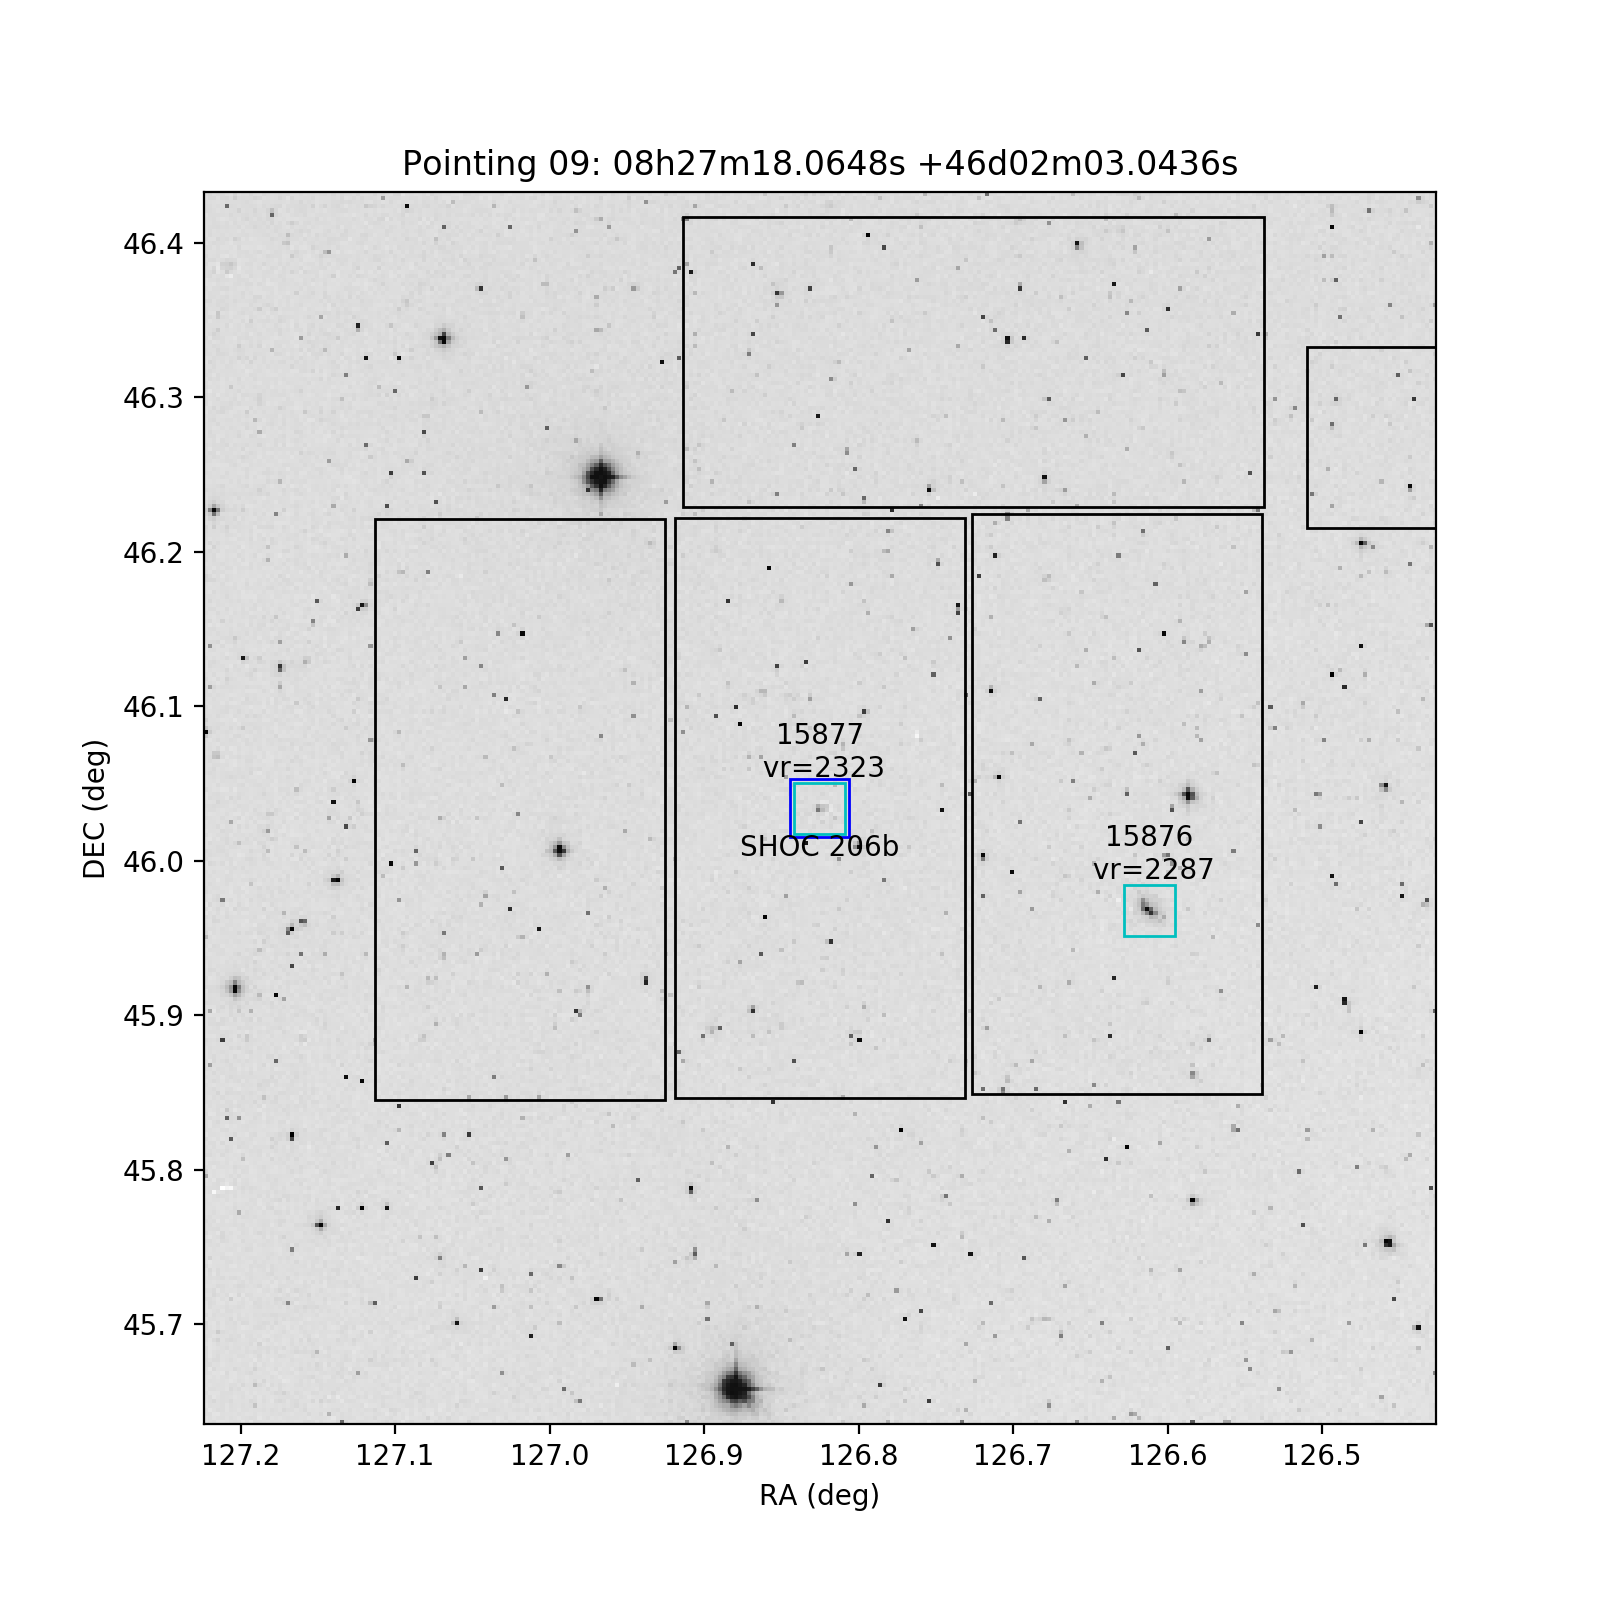 Pointing 09: 08h27m18.0648s +46d02m03.0436s
46.4
46.3
46.2
46.1
46.0
45.9
45.8
45.7
DEC (deg)
15877
vr=2323
SHOC 206b
15876
vr=2287
127.2 127.1 127.0 126.9 126.8 126.7 126.6 126.5
RA (deg)